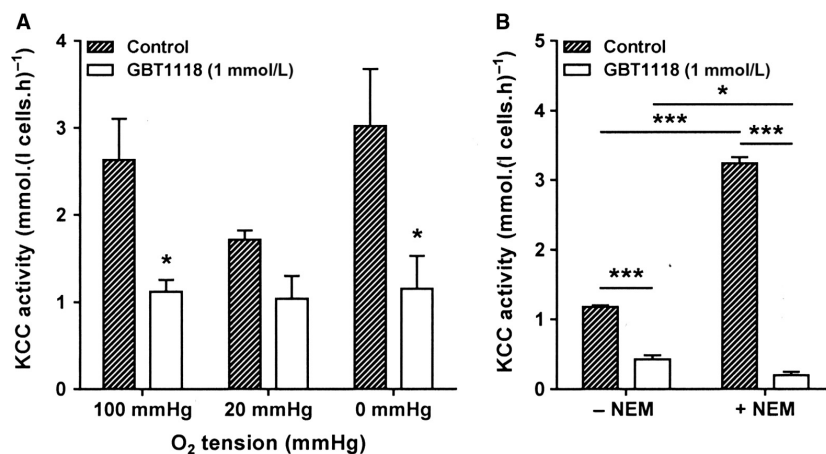 A
KCC activity (mmol.(l cells.h)⁻¹
4
3
2
1
0
Control
GBT1118 (1 mmol/L)
*
*
100 mmHg 20 mmHg 0 mmHg
O₂ tension (mmHg)
B
KCC activity (mmol.(l cells.h)⁻¹
5
4
3
2
1
0
Control
GBT1118 (1 mmol/L)
*
***
***
***
– NEM + NEM